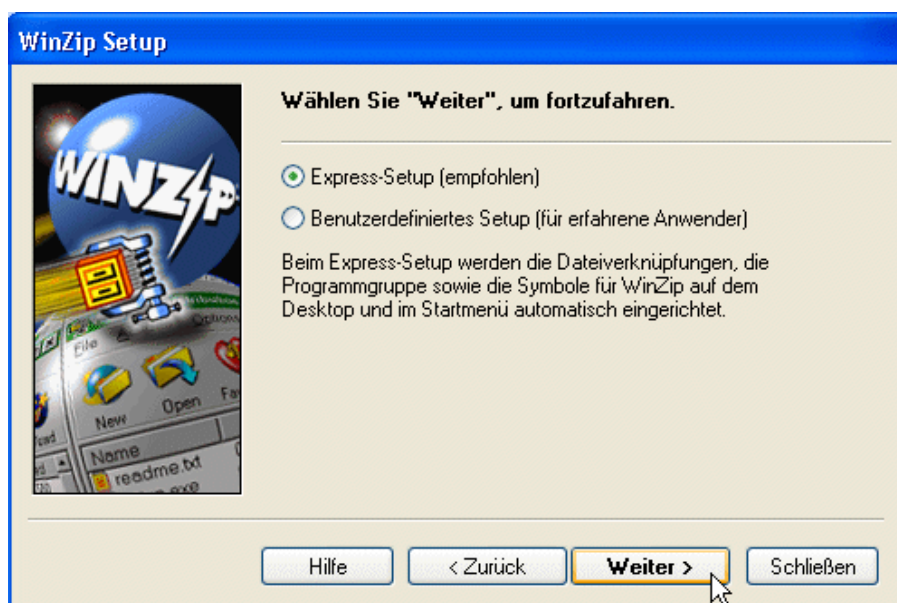 WinZip Setup
Wählen Sie "Weiter", um fortzufahren.
Express-Setup (empfohlen)
Benutzerdefiniertes Setup (für erfahrene Anwender)
Beim Express-Setup werden die Dateiverknüpfungen, die
Programmgruppe sowie die Symbole für WinZip auf dem
Desktop und im Startmenü automatisch eingerichtet.
WINZIP
File
Options
New
Open
Name
readme.txt
Hilfe
< Zurück
Weiter >
Schließen